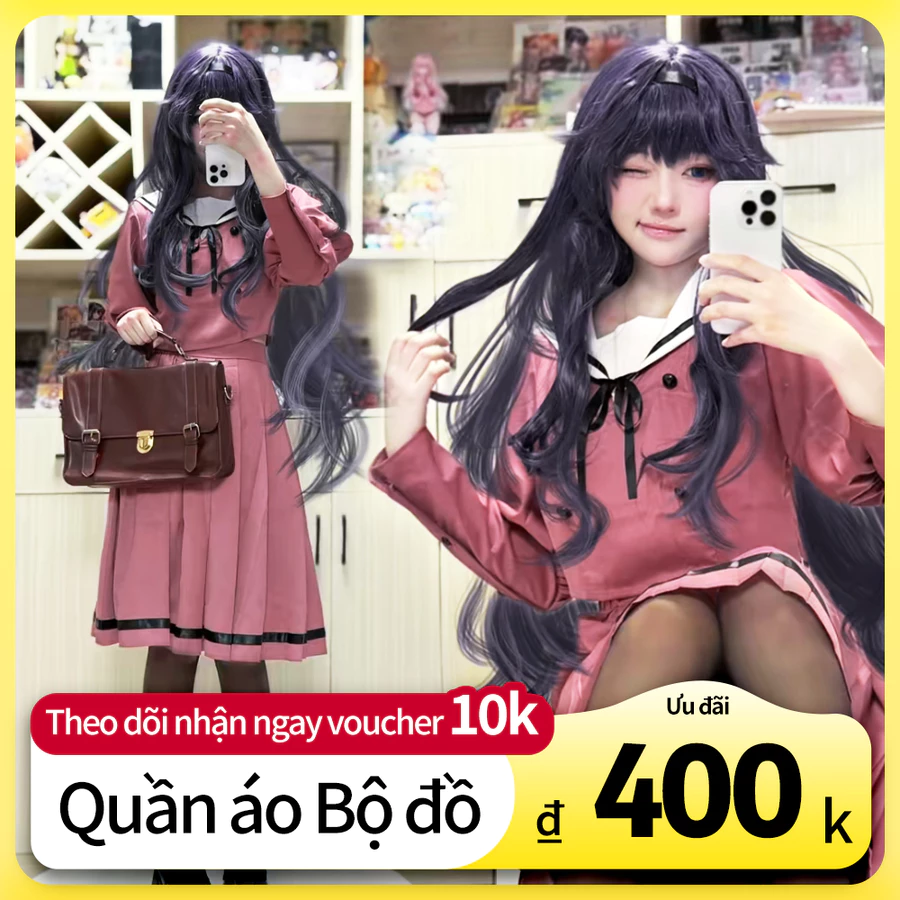 Theo dõi nhận ngay voucher 10k
Quần áo Bộ đồ
Ưu đãi
₫ 400 k